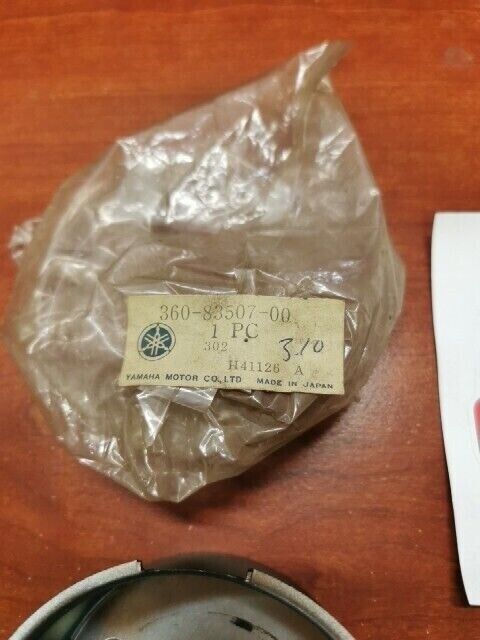 360-83507-00
1 PC
302
3.10
H41126 A
YAMAHA MOTOR CO.,LTD MADE IN JAPAN